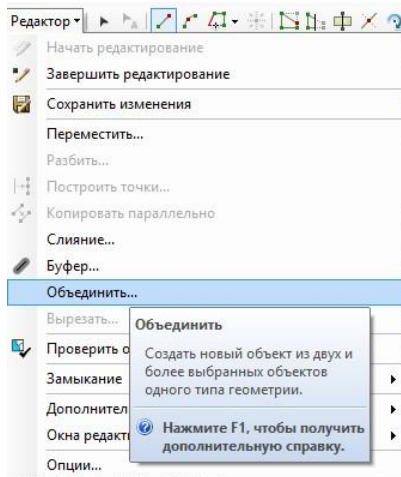 Редактор
Начать редактирование
Завершить редактирование
Сохранить изменения
Переместить...
Разбить...
Построить точки...
Копировать параллельно
Слияние...
Буфер...
Объединить...
Вырезать...
Проверить о
Замыкание
Дополнител
Окна редакт
Опции...
Объединить
Создать новый объект из двух и
более выбранных объектов
одного типа геометрии.
Нажмите F1, чтобы получить
дополнительную справку.